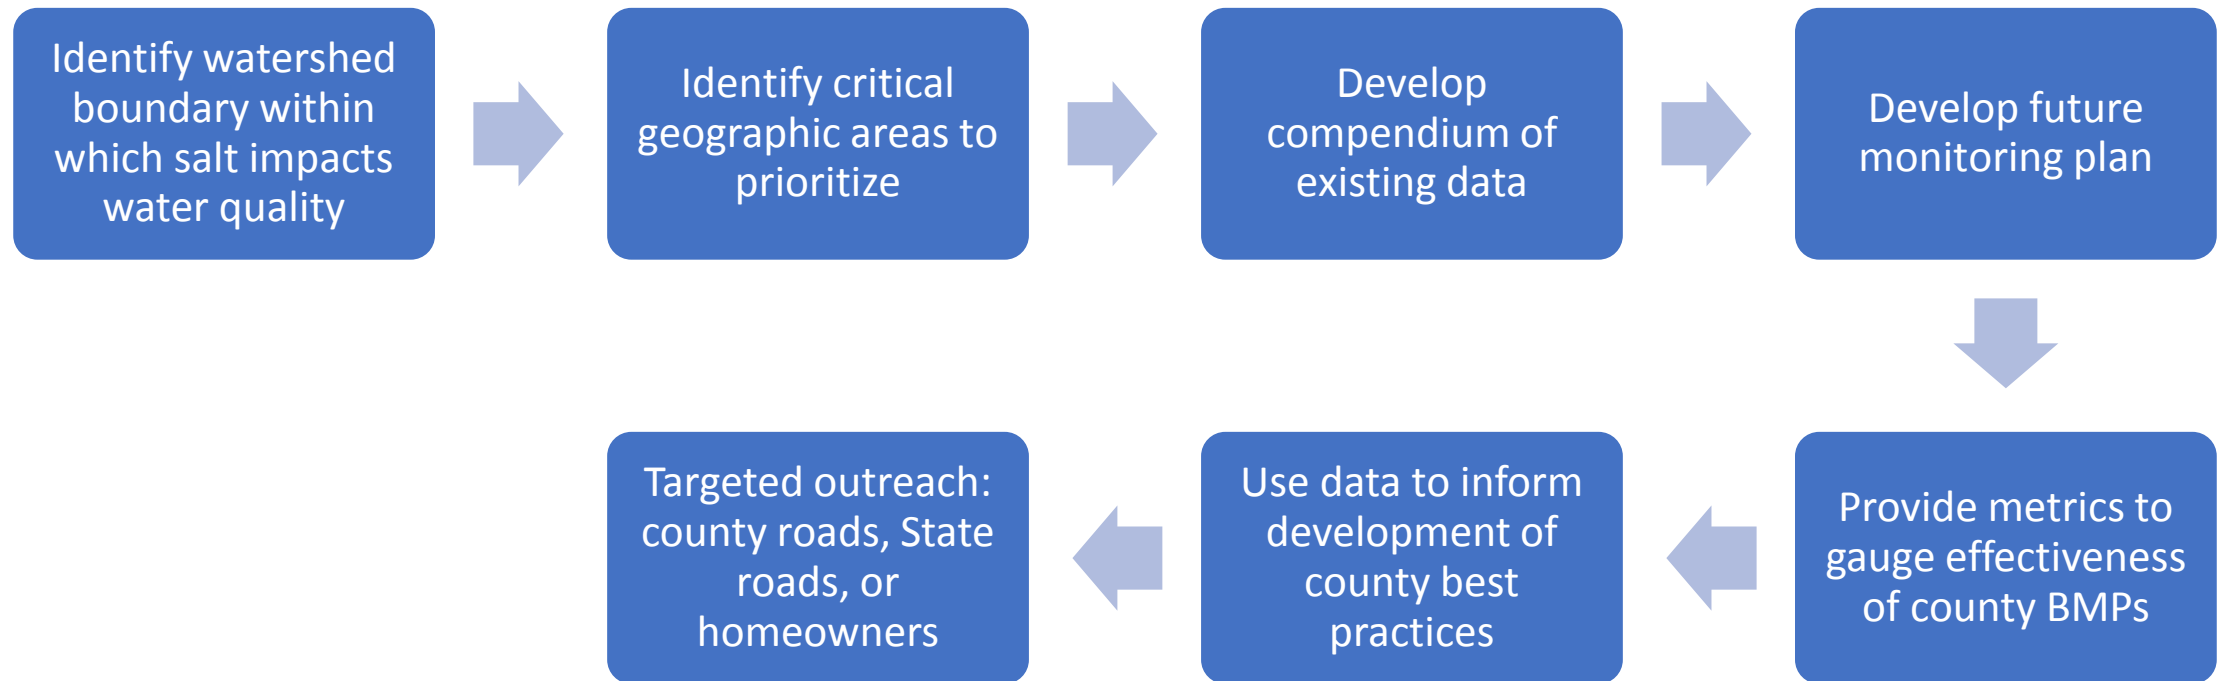 Identify watershed
boundary within
which salt impacts
water quality
Identify critical
geographic areas to
prioritize
Develop
compendium of
existing data
Develop future
monitoring plan
Provide metrics to
gauge effectiveness
of county BMPs
Use data to inform
development of
county best
practices
Targeted outreach:
county roads, State
roads, or
homeowners